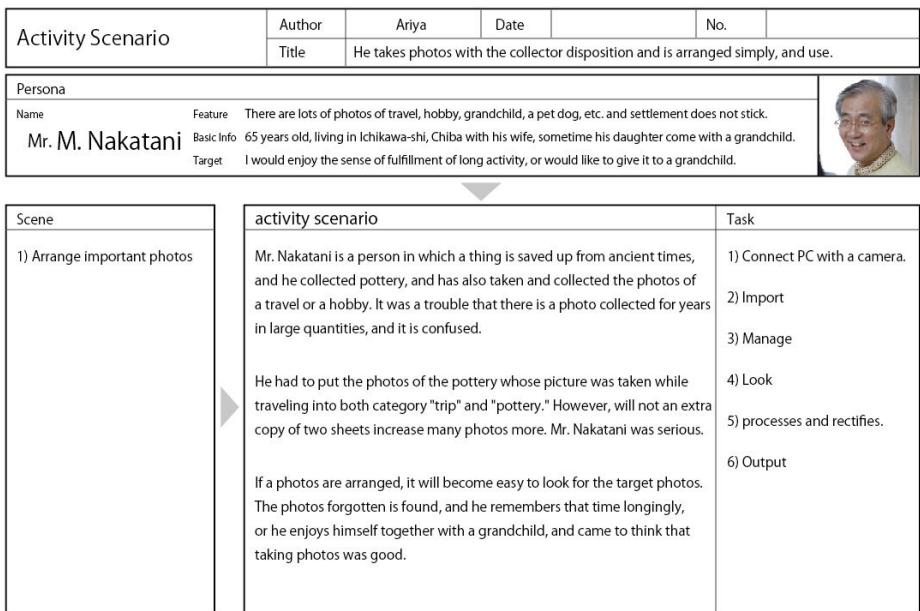 Activity Scenario
Author
Ariya
Date
No.
Title
He takes photos with the collector disposition and is arranged simply, and use.
Persona
Name
Mr. M. Nakatani
Feature There are lots of photos of travel, hobby, grandchild, a pet dog, etc. and settlement does not stick.
Basic Info 65 years old, living in Ichikawa-shi, Chiba with his wife, sometime his daughter come with a grandchild.
Target I would enjoy the sense of fulfillment of long activity, or would like to give it to a grandchild.
Scene
1) Arrange important photos
activity scenario
Mr. Nakatani is a person in which a thing is saved up from ancient times,
and he collected pottery, and has also taken and collected the photos of
a travel or a hobby. It was a trouble that there is a photo collected for years
in large quantities, and it is confused.
He had to put the photos of the pottery whose picture was taken while
traveling into both category "trip" and "pottery." However, will not an extra
copy of two sheets increase many photos more. Mr. Nakatani was serious.
If a photos are arranged, it will become easy to look for the target photos.
The photos forgotten is found, and he remembers that time longingly,
or he enjoys himself together with a grandchild, and came to think that
taking photos was good.
Task
1) Connect PC with a camera.
2) Import
3) Manage
4) Look
5) processes and rectifies.
6) Output